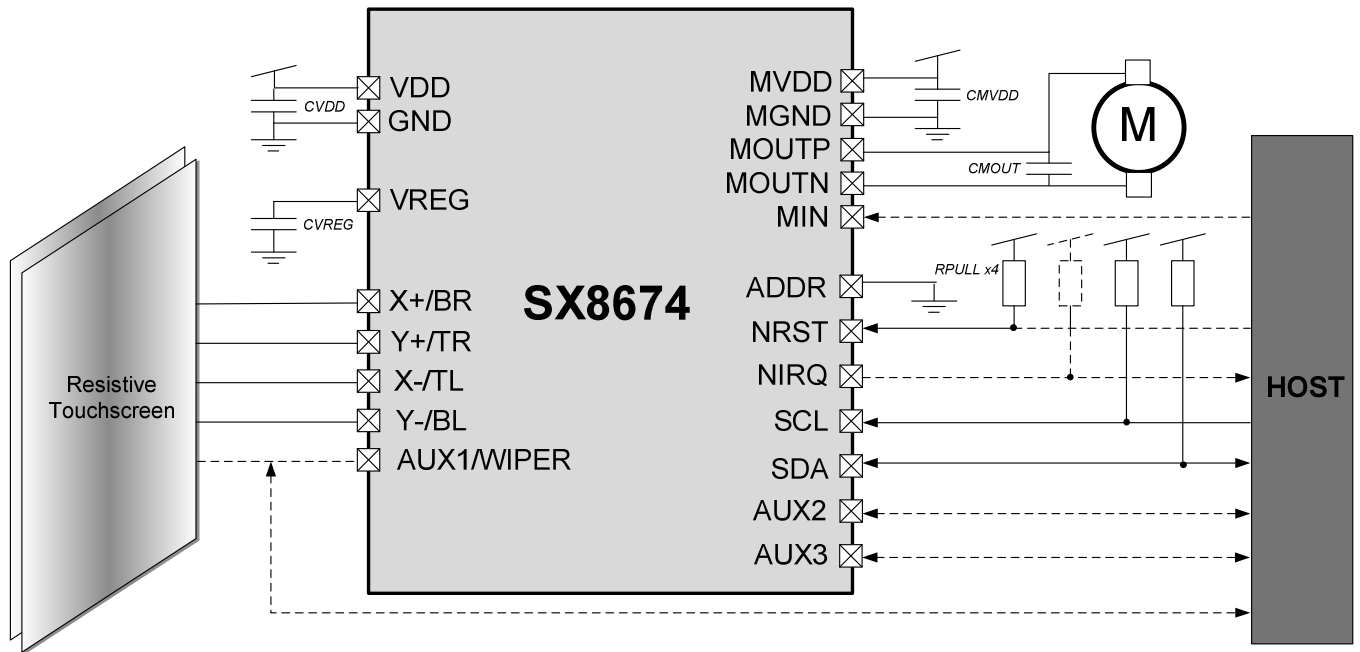 VDD
CVDD
GND
VREG
CVREG
X+/BR
Y+/TR
X-/TL
Y-/BL
AUX1/WIPER
Resistive
Touchscreen
SX8674
MVDD
CMVDD
MGND
MOUTP
CMOUT
MOUTN
MIN
M
RPULL x4
ADDR
NRST
NIRQ
SCL
SDA
AUX2
AUX3
HOST